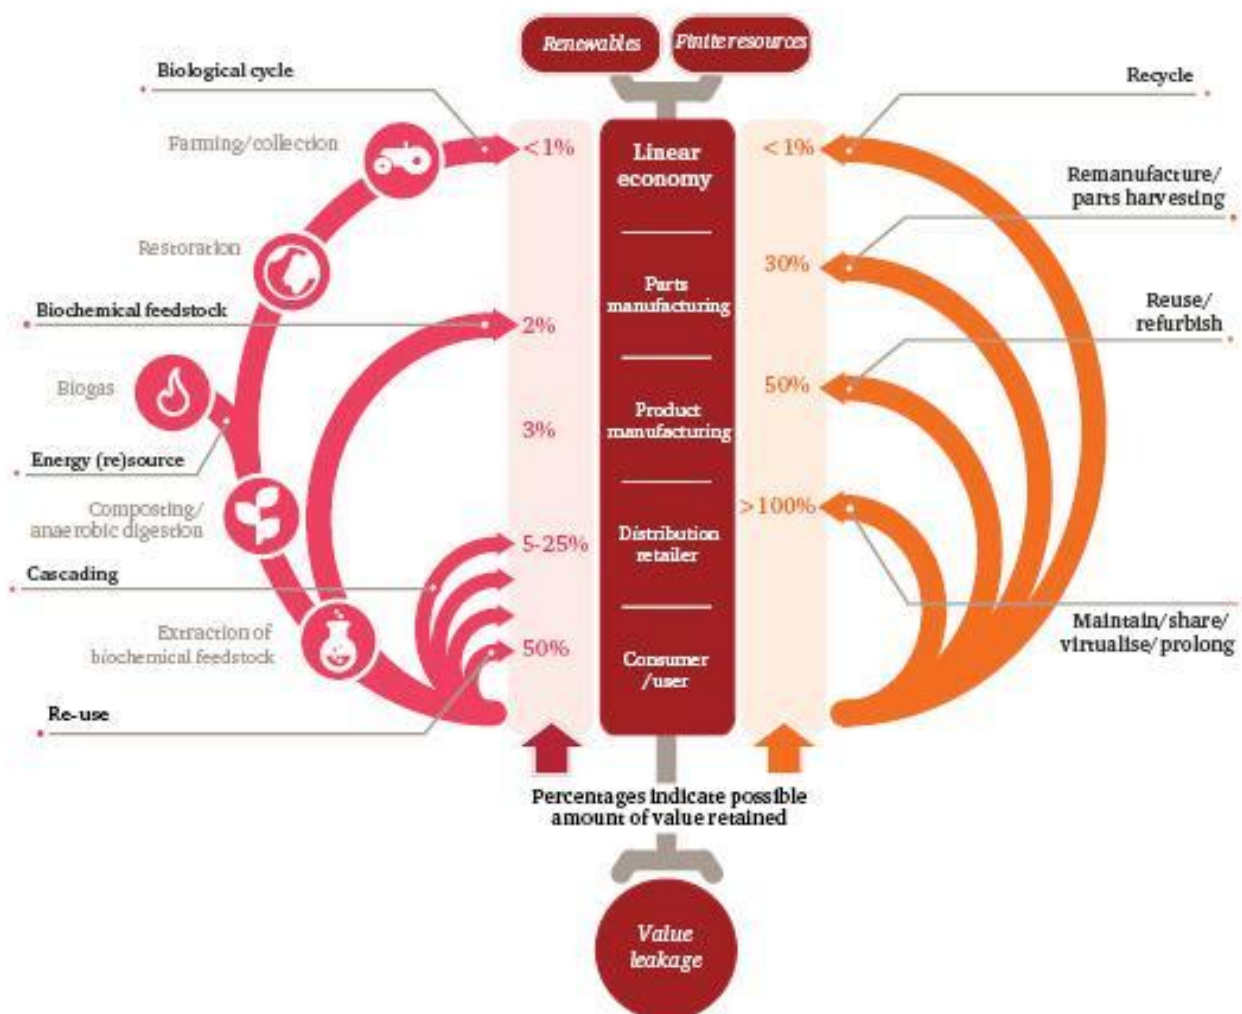 Renewables
Finite resources
Biological cycle
Farming/collection
Restoration
Biochemical feedstock
Biogas
Energy (re)source
Composting/
anaerobic digestion
Cascading
Extraction of
biochemical feedstock
Re-use
<1%
2%
3%
5-25%
50%
Linear
economy
Parts
manufacturing
Product
manufacturing
Distribution
retailer
Consumer
/user
<1%
30%
50%
>100%
Recycle
Remanufacture/
parts harvesting
Reuse/
refurbish
Maintain/share/
virtualise/prolong
Percentages indicate possible
amount of value retained
Value
leakage